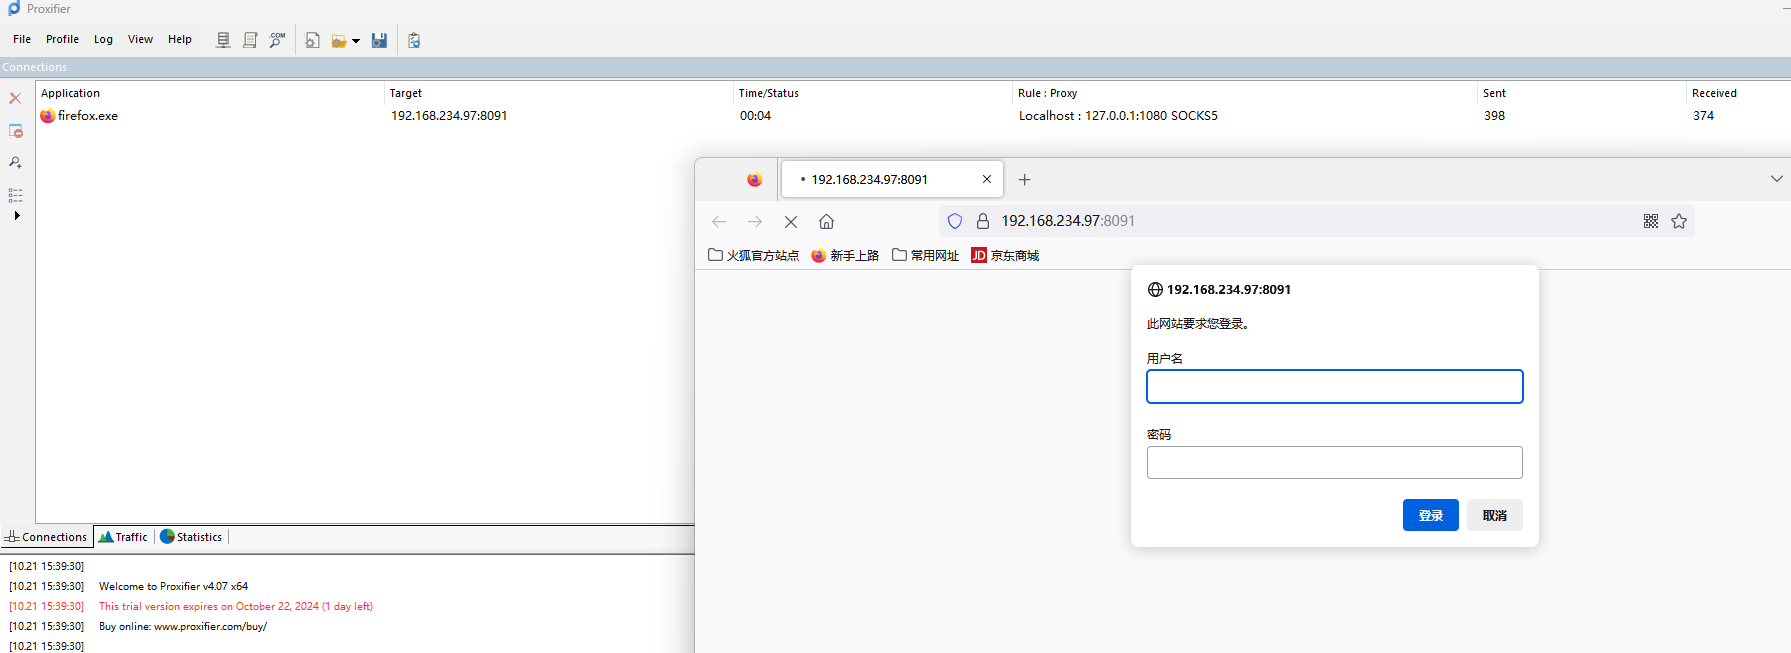 Proxifier
File Profile Log View Help
.COM
Connections
Application Target Time/Status Rule : Proxy Sent Received
firefox.exe 192.168.234.97:8091 00:04 Localhost : 127.0.0.1:1080 SOCKS5 398 374
192.168.234.97:8091
192.168.234.97:8091
火狐官方站点 新手上路 常用网址 JD 京东商城
192.168.234.97:8091
此网站要求您登录。
用户名
密码
登录 取消
Connections Traffic Statistics
[10.21 15:39:30]
[10.21 15:39:30] Welcome to Proxifier v4.07 x64
[10.21 15:39:30] This trial version expires on October 22, 2024 (1 day left)
[10.21 15:39:30] Buy online: www.proxifier.com/buy/
[10.21 15:39:30]